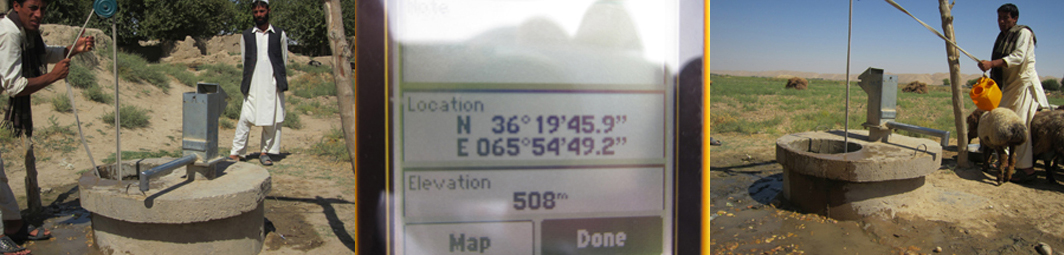 Note
Location
N 36° 19'45.9"
E 065°54'49.2"
Elevation
508m
Map
Done